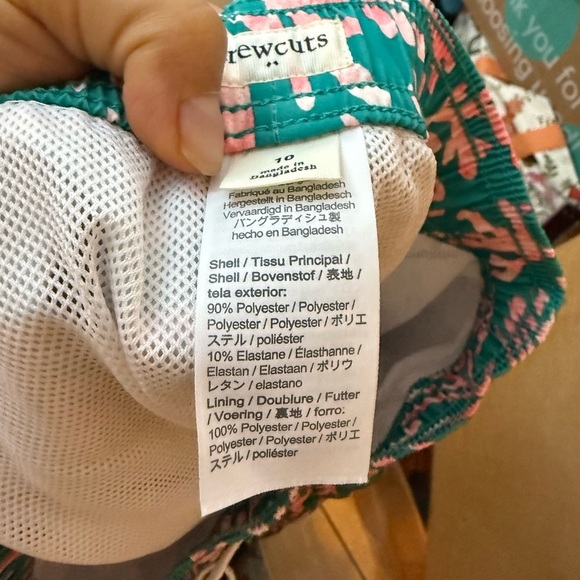 rewcuts
10
made in
Bangladesh
Fabriqué au Bangladesh
Hergestellt in Bangladesch
Vervaardigd in Bangladesh
バングラディシュ製
hecho en Bangladesh
Shell / Tissu Principal /
Shell / Bovenstof / 表地 /
tela exterior:
90% Polyester / Polyester /
Polyester / Polyester / ポリエ
ステル / poliéster
10% Elastane / Élasthanne /
Elastan / Elastaan / ポリウ
レタン / elastano
Lining / Doublure / Futter
/ Voering / 裏地 / forro:
100% Polyester / Polyester /
Polyester / Polyester / ポリエ
ステル / poliéster
you for